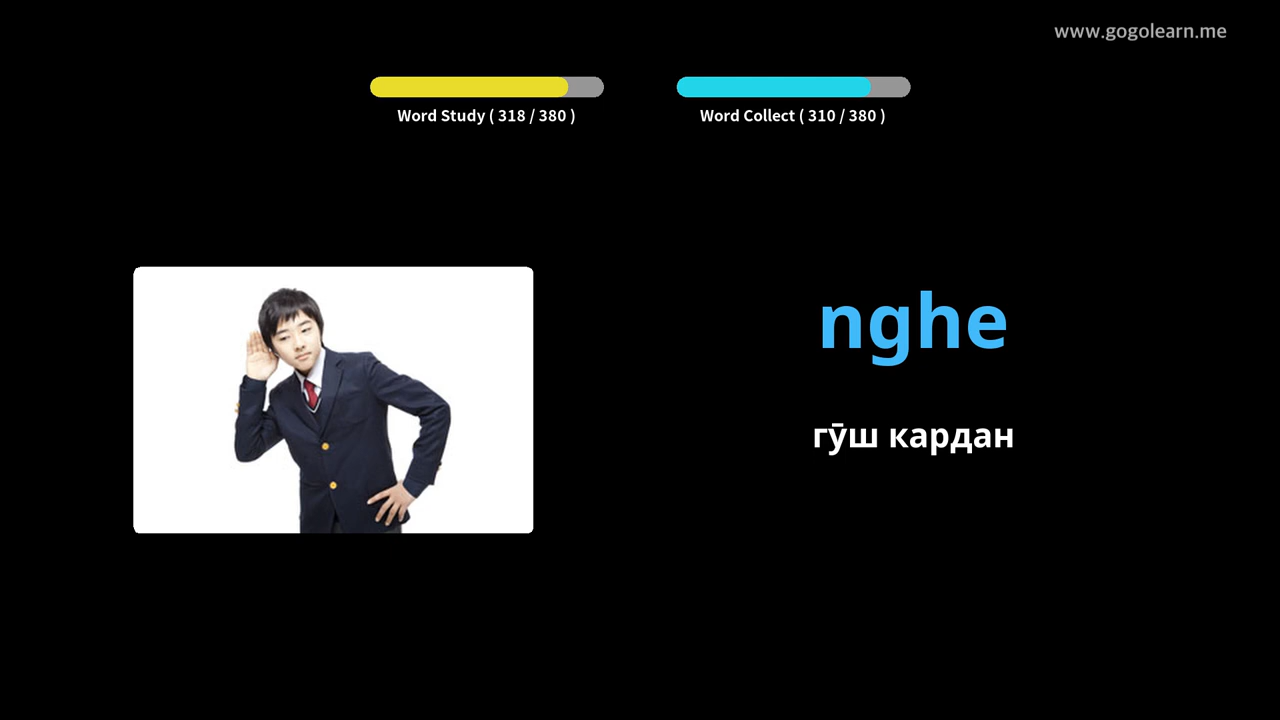 www.gogolearn.me
Word Study ( 318 / 380 )
Word Collect ( 310 / 380 )
nghe
гӯш кардан